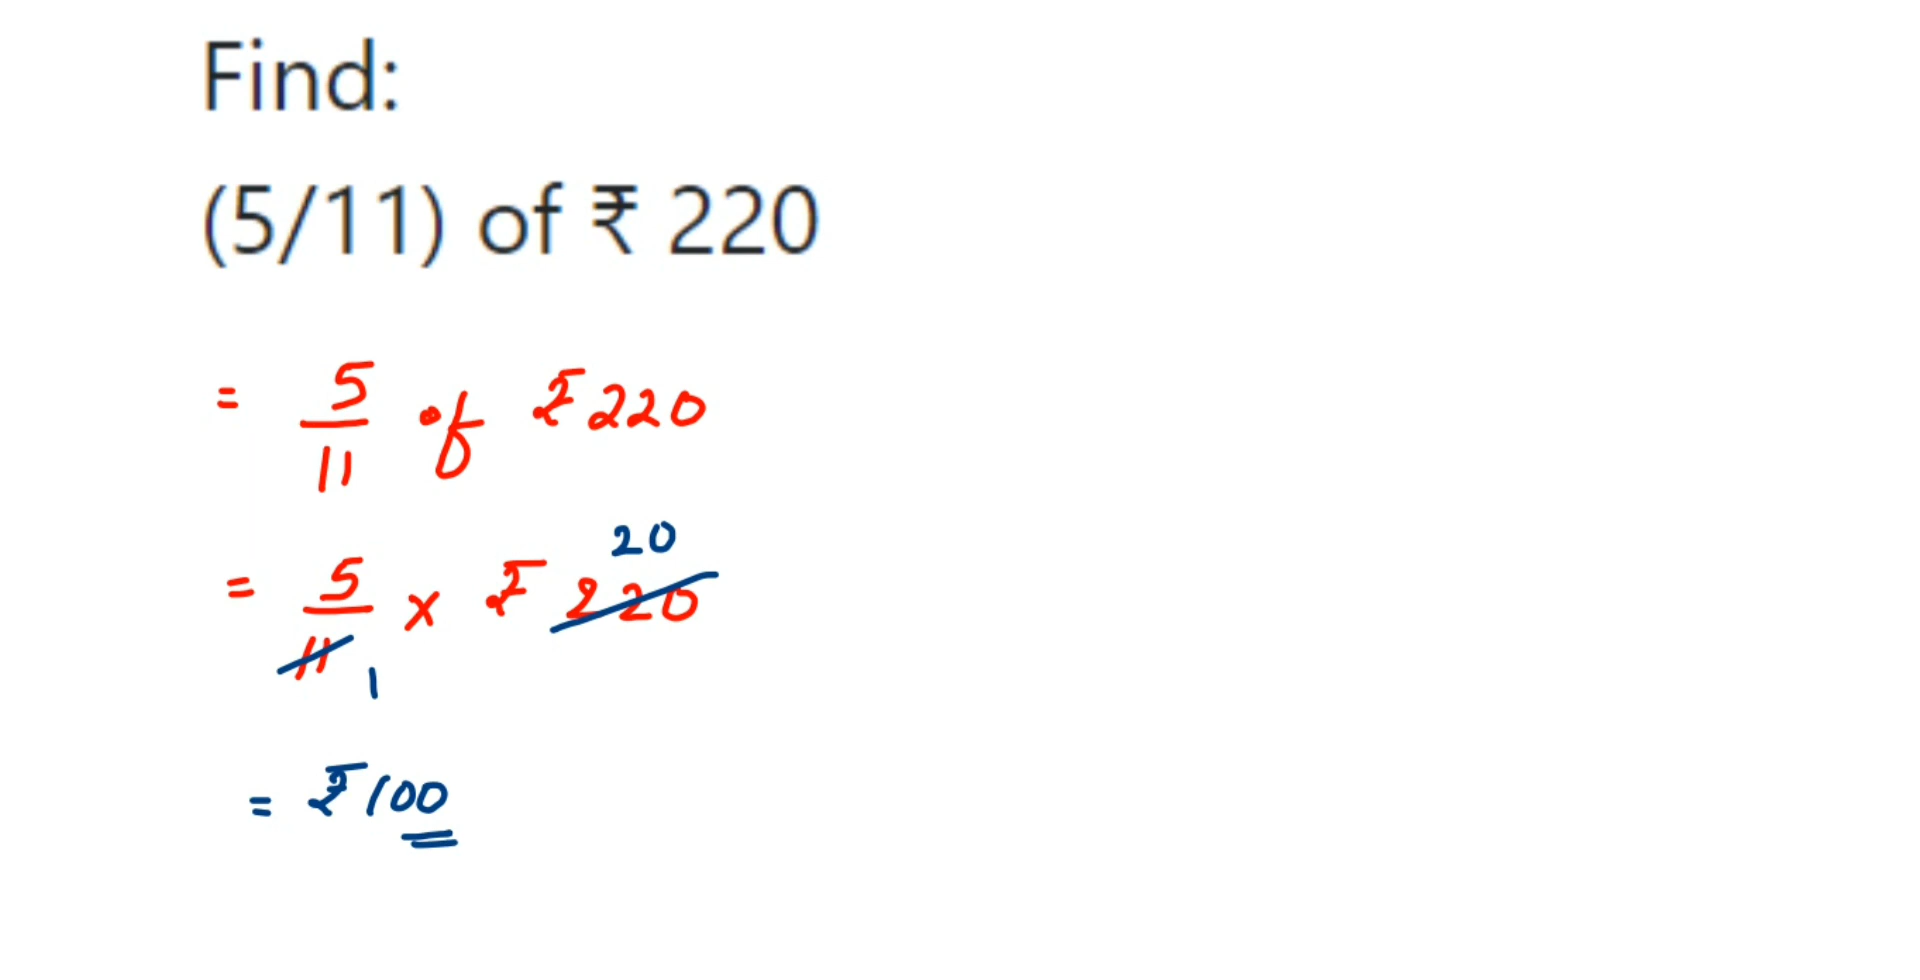 Find:
(5/11) of ₹ 220
= 5/11 of ₹ 220
20
= 5/11 x ₹ 220
1
= ₹ 100